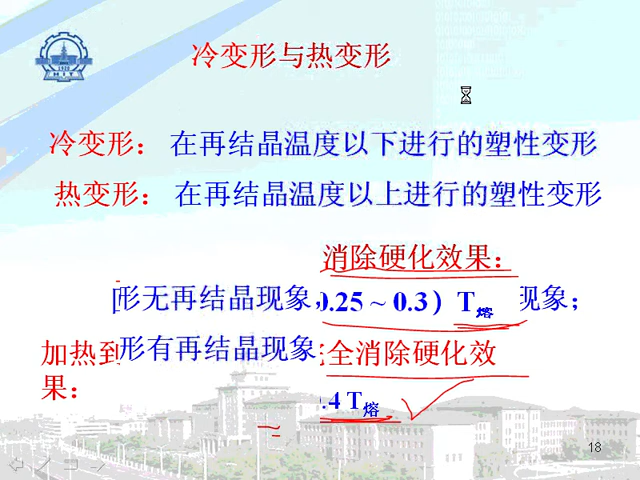 冷变形与热变形
冷变形： 在再结晶温度以下进行的塑性变形
热变形： 在再结晶温度以上进行的塑性变形
消除硬化效果：
形无再结晶现象，0.25 ~ 0.3）T熔 现象；
加热到形有再结晶现象全消除硬化效
果： .4 T熔
18